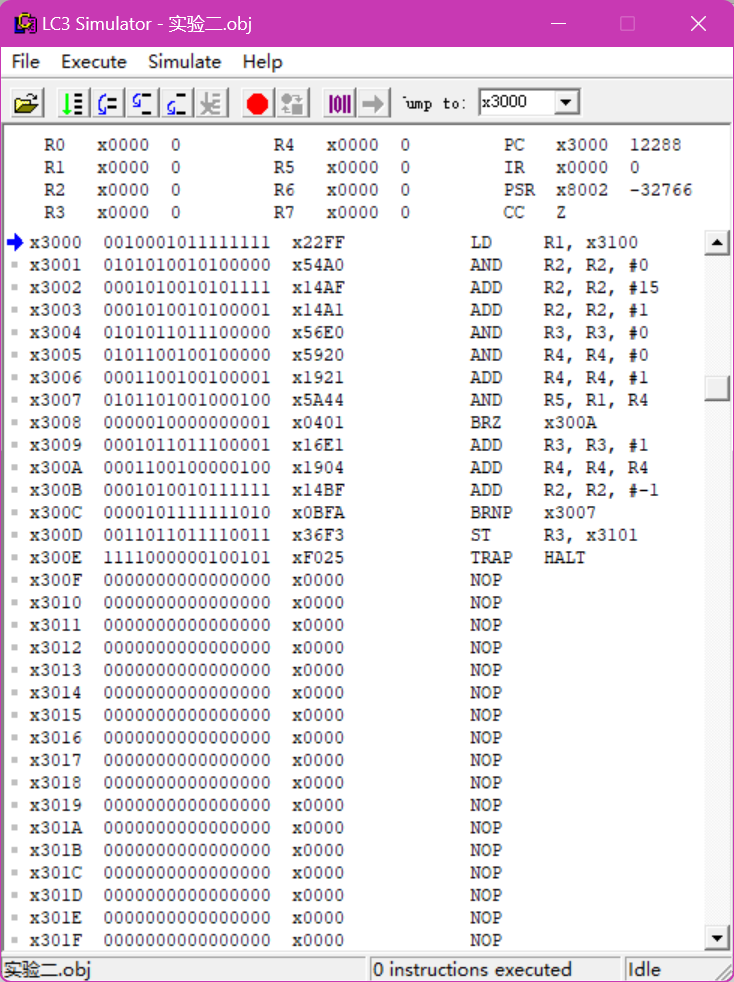 LC3 Simulator - 实验二.obj
File Execute Simulate Help
Jump to: x3000
R0 x0000 0 R4 x0000 0 PC x3000 12288
R1 x0000 0 R5 x0000 0 IR x0000 0
R2 x0000 0 R6 x0000 0 PSR x8002 -32766
R3 x0000 0 R7 x0000 0 CC Z
x3000 0010001011111111 x22FF LD R1, x3100
x3001 0101010010100000 x54A0 AND R2, R2, #0
x3002 0001010010101111 x14AF ADD R2, R2, #15
x3003 0001010010100001 x14A1 ADD R2, R2, #1
x3004 0101011011100000 x56E0 AND R3, R3, #0
x3005 0101100100100000 x5920 AND R4, R4, #0
x3006 0001100100100001 x1921 ADD R4, R4, #1
x3007 0101101001000100 x5A44 AND R5, R1, R4
x3008 0000010000000001 x0401 BRZ x300A
x3009 0001011011100001 x16E1 ADD R3, R3, #1
x300A 0001100100000100 x1904 ADD R4, R4, R4
x300B 0001010010111111 x14BF ADD R2, R2, #-1
x300C 0000101111111010 x0BFA BRNP x3007
x300D 0011011011110011 x36F3 ST R3, x3101
x300E 1111000000100101 xF025 TRAP HALT
x300F 0000000000000000 x0000 NOP
x3010 0000000000000000 x0000 NOP
x3011 0000000000000000 x0000 NOP
x3012 0000000000000000 x0000 NOP
x3013 0000000000000000 x0000 NOP
x3014 0000000000000000 x0000 NOP
x3015 0000000000000000 x0000 NOP
x3016 0000000000000000 x0000 NOP
x3017 0000000000000000 x0000 NOP
x3018 0000000000000000 x0000 NOP
x3019 0000000000000000 x0000 NOP
x301A 0000000000000000 x0000 NOP
x301B 0000000000000000 x0000 NOP
x301C 0000000000000000 x0000 NOP
x301D 0000000000000000 x0000 NOP
x301E 0000000000000000 x0000 NOP
x301F 0000000000000000 x0000 NOP
实验二.obj 0 instructions executed Idle